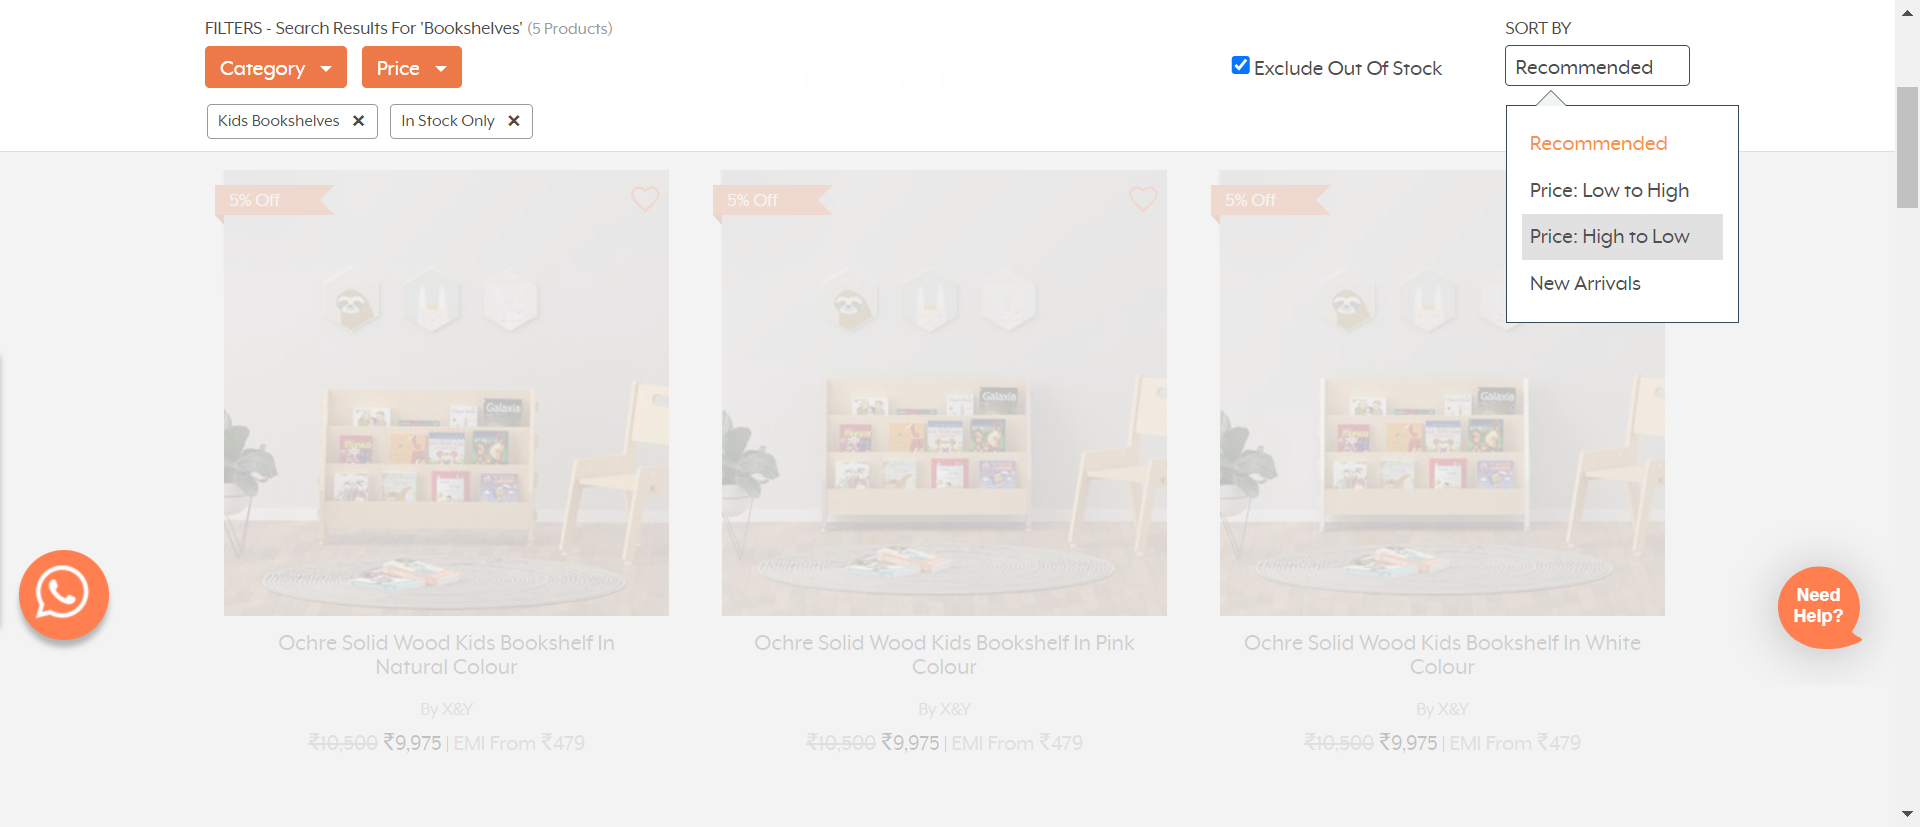 FILTERS - Search Results For 'Bookshelves' (5 Products)
SORT BY
Category
Price
Exclude Out Of Stock
Recommended
Kids Bookshelves ✕
In Stock Only ✕
Recommended
Price: Low to High
Price: High to Low
New Arrivals
5% Off
5% Off
5% Off
Galaxia
Galaxia
Galaxia
Need
Help?
Ochre Solid Wood Kids Bookshelf In
Natural Colour
By X&Y
₹10,500 ₹9,975 | EMI From ₹479
Ochre Solid Wood Kids Bookshelf In Pink
Colour
By X&Y
₹10,500 ₹9,975 | EMI From ₹479
Ochre Solid Wood Kids Bookshelf In White
Colour
By X&Y
₹10,500 ₹9,975 | EMI From ₹479